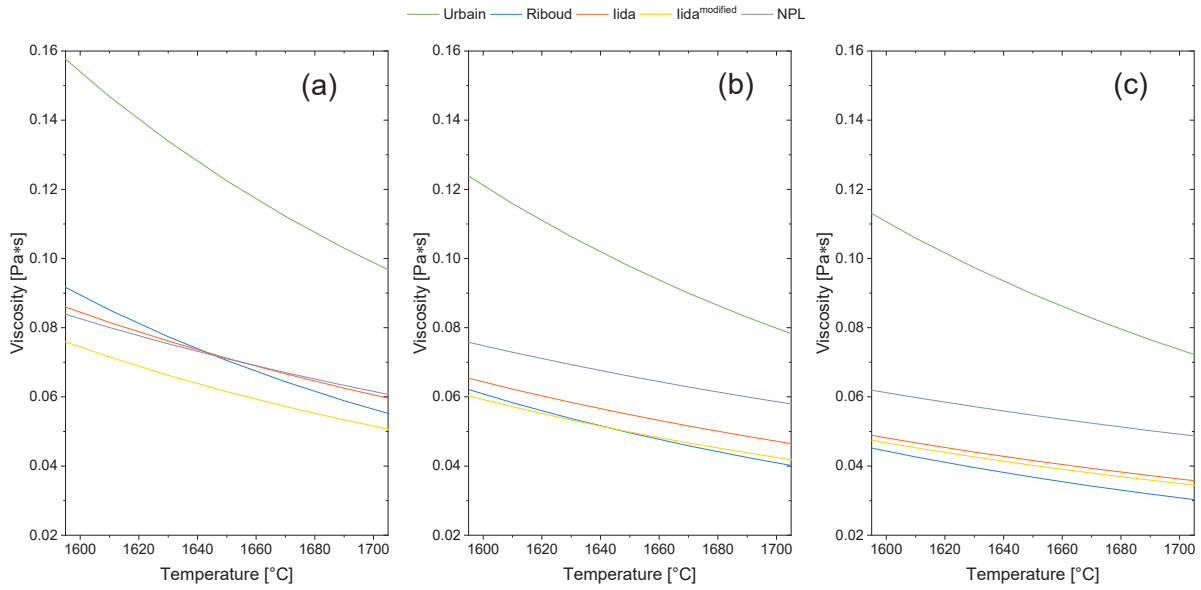 Urbain Riboud Iida Iida^modified NPL
(a)
0.16
0.14
0.12
0.10
0.08
0.06
0.04
0.02
Viscosity [Pa*s]
1600 1620 1640 1660 1680 1700
Temperature [°C]
(b)
0.16
0.14
0.12
0.10
0.08
0.06
0.04
0.02
Viscosity [Pa*s]
1600 1620 1640 1660 1680 1700
Temperature [°C]
(c)
0.16
0.14
0.12
0.10
0.08
0.06
0.04
0.02
Viscosity [Pa*s]
1600 1620 1640 1660 1680 1700
Temperature [°C]